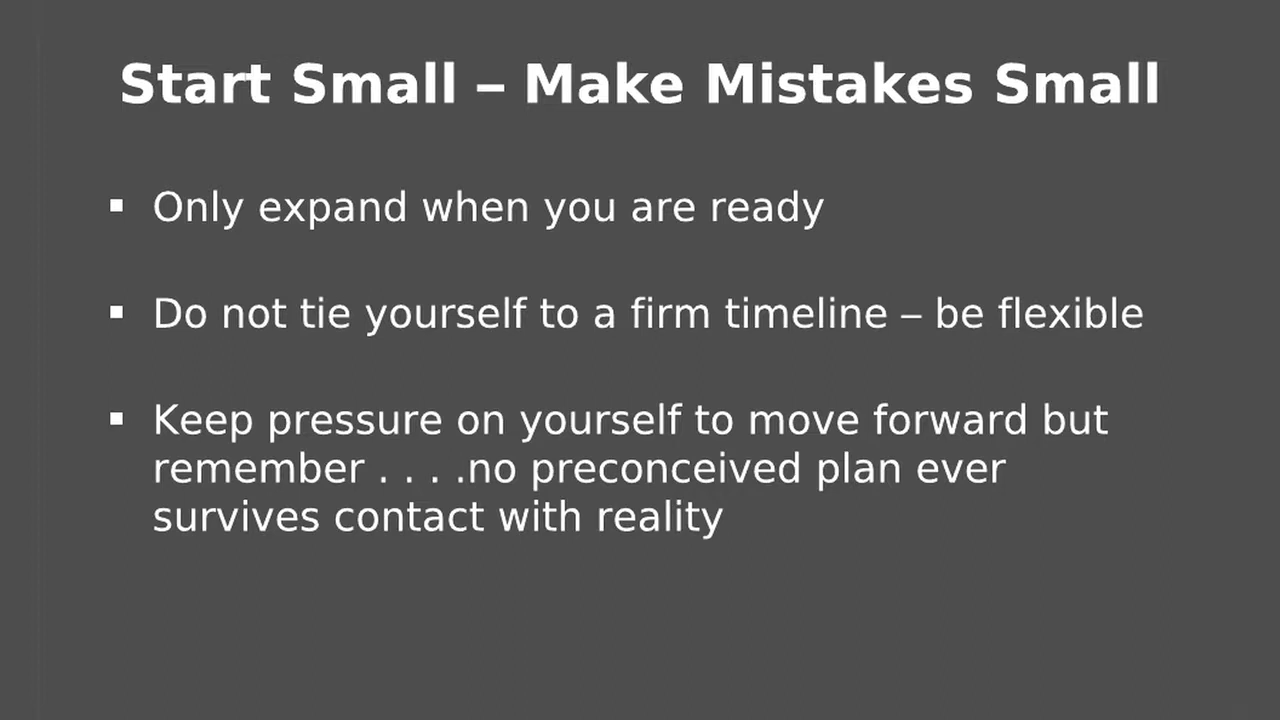 Start Small – Make Mistakes Small
▪ Only expand when you are ready
▪ Do not tie yourself to a firm timeline – be flexible
▪ Keep pressure on yourself to move forward but
remember . . . .no preconceived plan ever
survives contact with reality